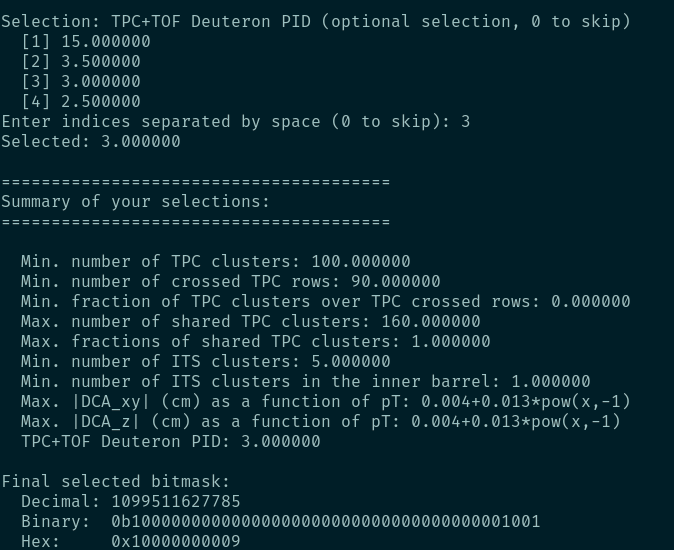 Selection: TPC+TOF Deuteron PID (optional selection, 0 to skip)
[1] 15.000000
[2] 3.500000
[3] 3.000000
[4] 2.500000
Enter indices separated by space (0 to skip): 3
Selected: 3.000000
=======================================
Summary of your selections:
=======================================
Min. number of TPC clusters: 100.000000
Min. number of crossed TPC rows: 90.000000
Min. fraction of TPC clusters over TPC crossed rows: 0.000000
Max. number of shared TPC clusters: 160.000000
Max. fractions of shared TPC clusters: 1.000000
Min. number of ITS clusters: 5.000000
Min. number of ITS clusters in the inner barrel: 1.000000
Max. |DCA_xy| (cm) as a function of pT: 0.004+0.013*pow(x,-1)
Max. |DCA_z| (cm) as a function of pT: 0.004+0.013*pow(x,-1)
TPC+TOF Deuteron PID: 3.000000
Final selected bitmask:
Decimal: 1099511627785
Binary:  0b10000000000000000000000000000000000001001
Hex:     0x10000000009